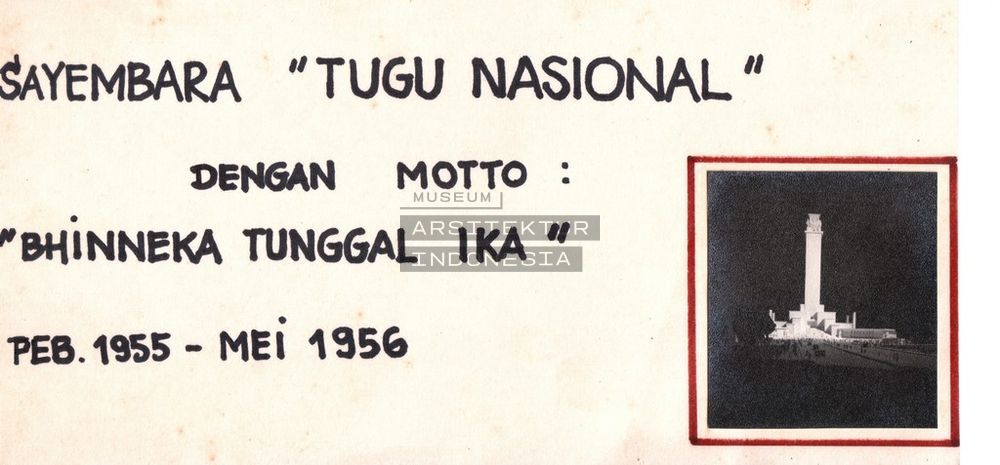 SAYEMBARA "TUGU NASIONAL"
DENGAN MOTTO :
"BHiNNEKA TUNGGAL IKA"
PEB. 1955 - MEi 1956
MUSEUM
ARSITEKTUR
INDONESIA